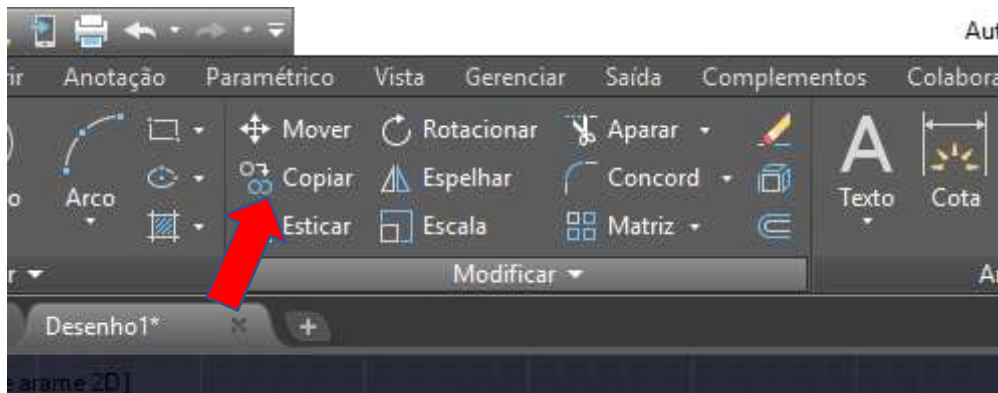 Aut
ir Anotação Paramétrico Vista Gerenciar Saída Complementos Colabora
Mover Rotacionar Aparar
Copiar Espelhar Concord
o Arco Texto Cota
Esticar Escala Matriz
r Modificar A
Desenho1*
e arame 2D]